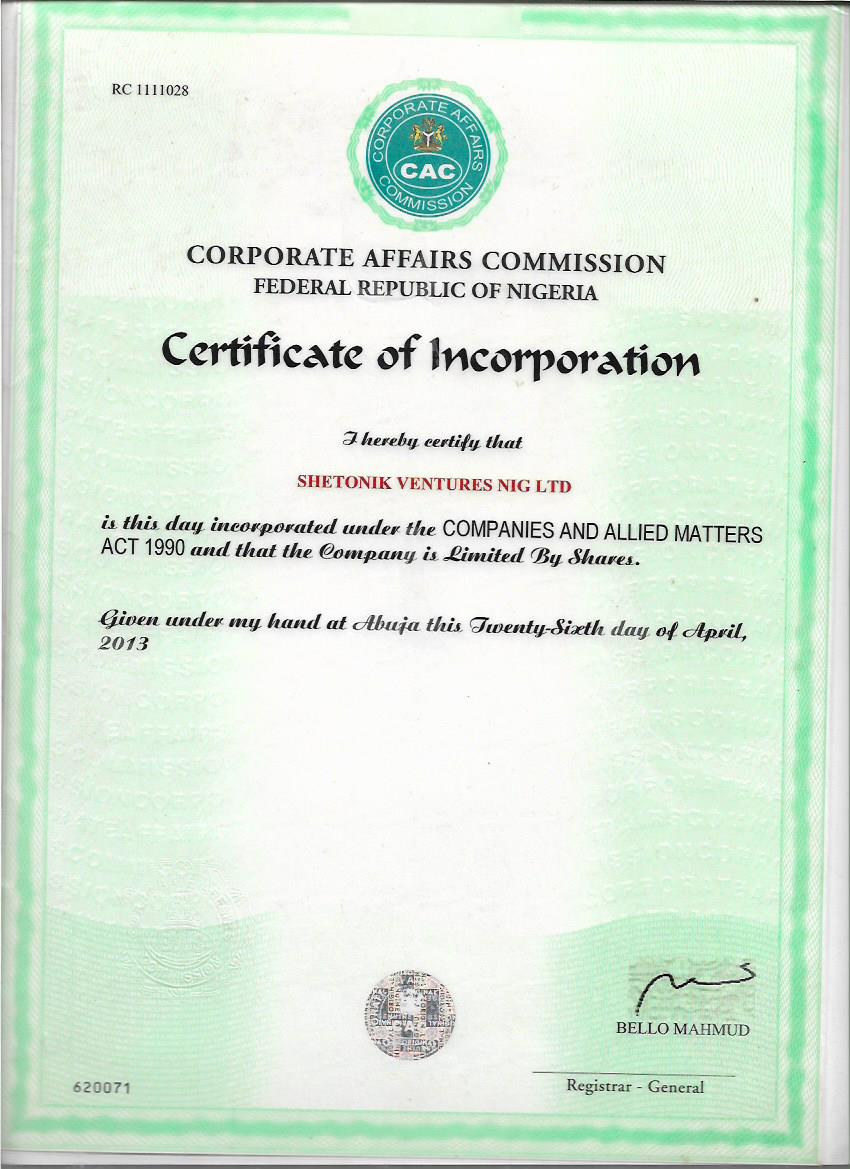 RC 1111028
CORPORATE AFFAIRS
CAC
COMMISSION
CORPORATE AFFAIRS COMMISSION
FEDERAL REPUBLIC OF NIGERIA
Certificate of Incorporation
I hereby certify that
SHETONIK VENTURES NIG LTD
is this day incorporated under the COMPANIES AND ALLIED MATTERS
ACT 1990 and that the Company is Limited By Shares.
Given under my hand at Abuja this Twenty-Sixth day of April,
2013
BELLO MAHMUD
Registrar - General
620071